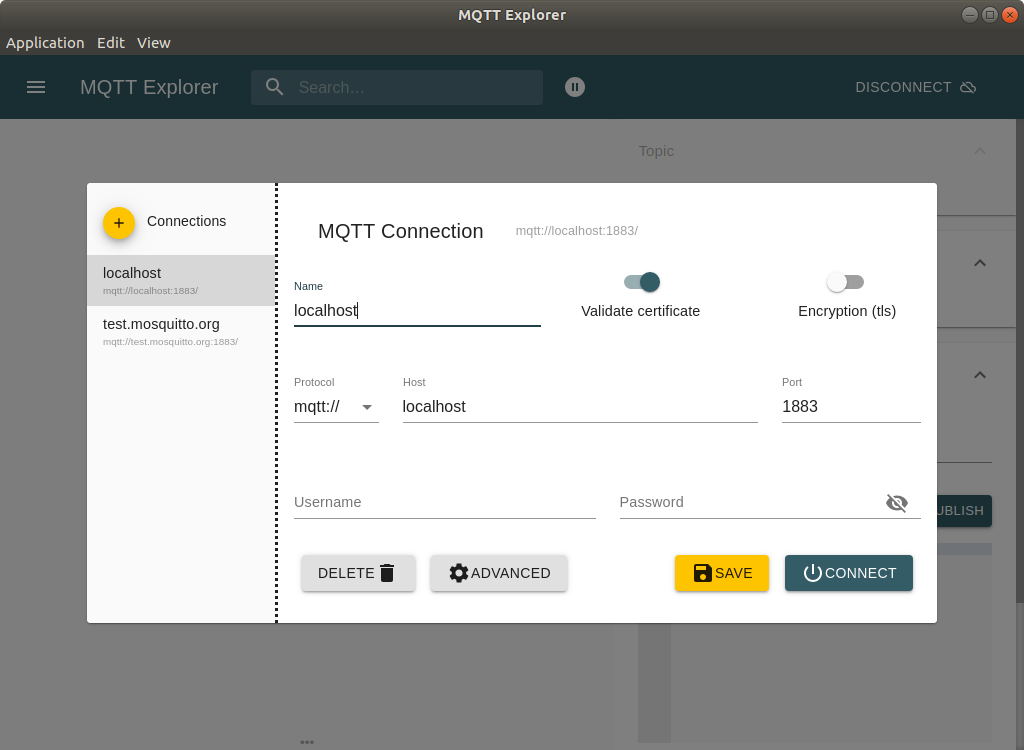 MQTT Explorer
Application Edit View
MQTT Explorer Search... DISCONNECT
Topic
+ Connections
MQTT Connection mqtt://localhost:1883/
localhost
mqtt://localhost:1883/
Name
localhost
Validate certificate Encryption (tls)
test.mosquitto.org
mqtt://test.mosquitto.org:1883/
Protocol Host Port
mqtt:// localhost 1883
Username Password
UBLISH
DELETE ADVANCED SAVE CONNECT